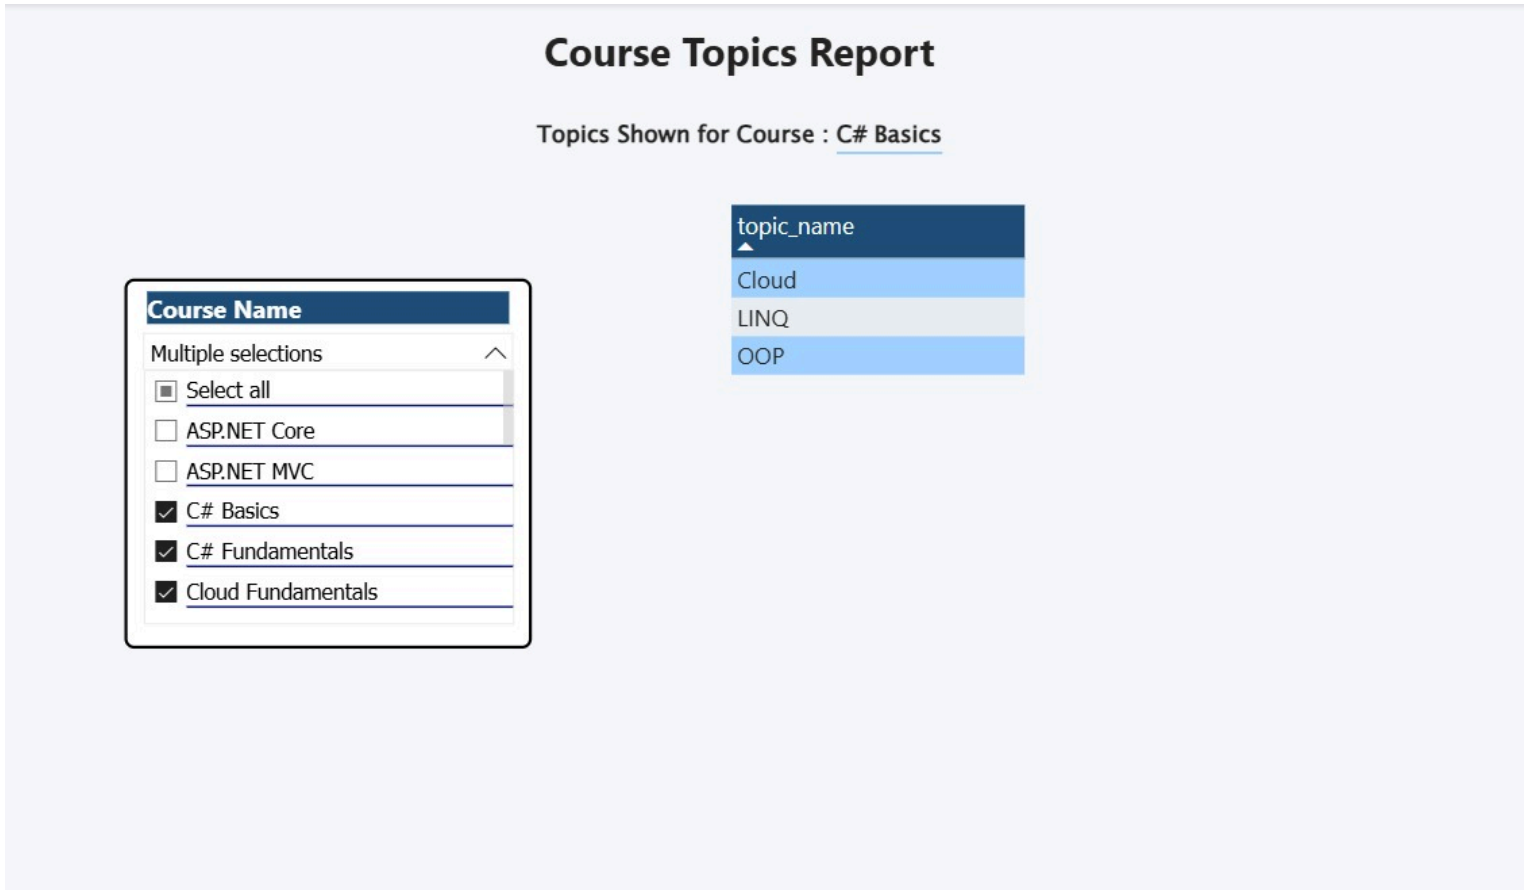 Course Topics Report
Topics Shown for Course : C# Basics
Course Name
Multiple selections
Select all
ASP.NET Core
ASP.NET MVC
C# Basics
C# Fundamentals
Cloud Fundamentals
topic_name
Cloud
LINQ
OOP